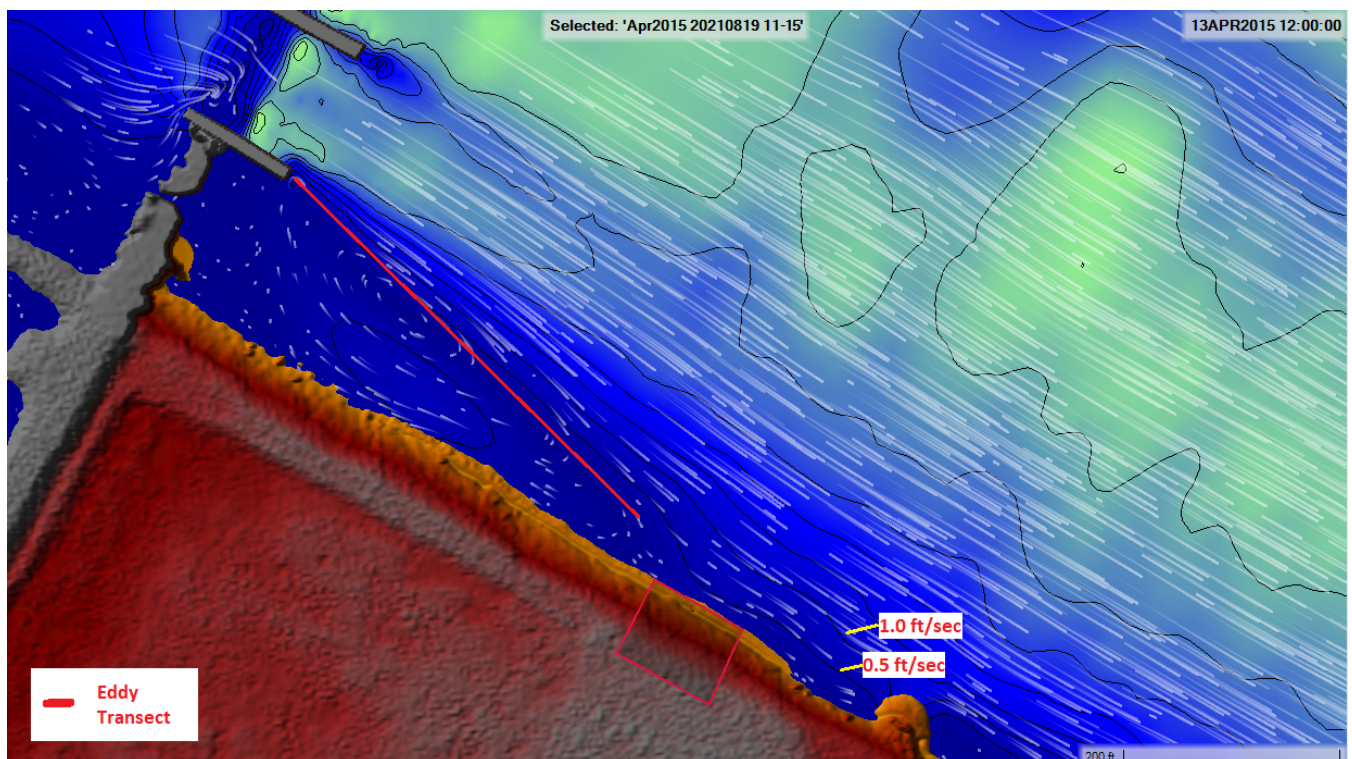 Selected: 'Apr2015 20210819 11-15'
13APR2015 12:00:00
1.0 ft/sec
0.5 ft/sec
Eddy
Transect
200 ft